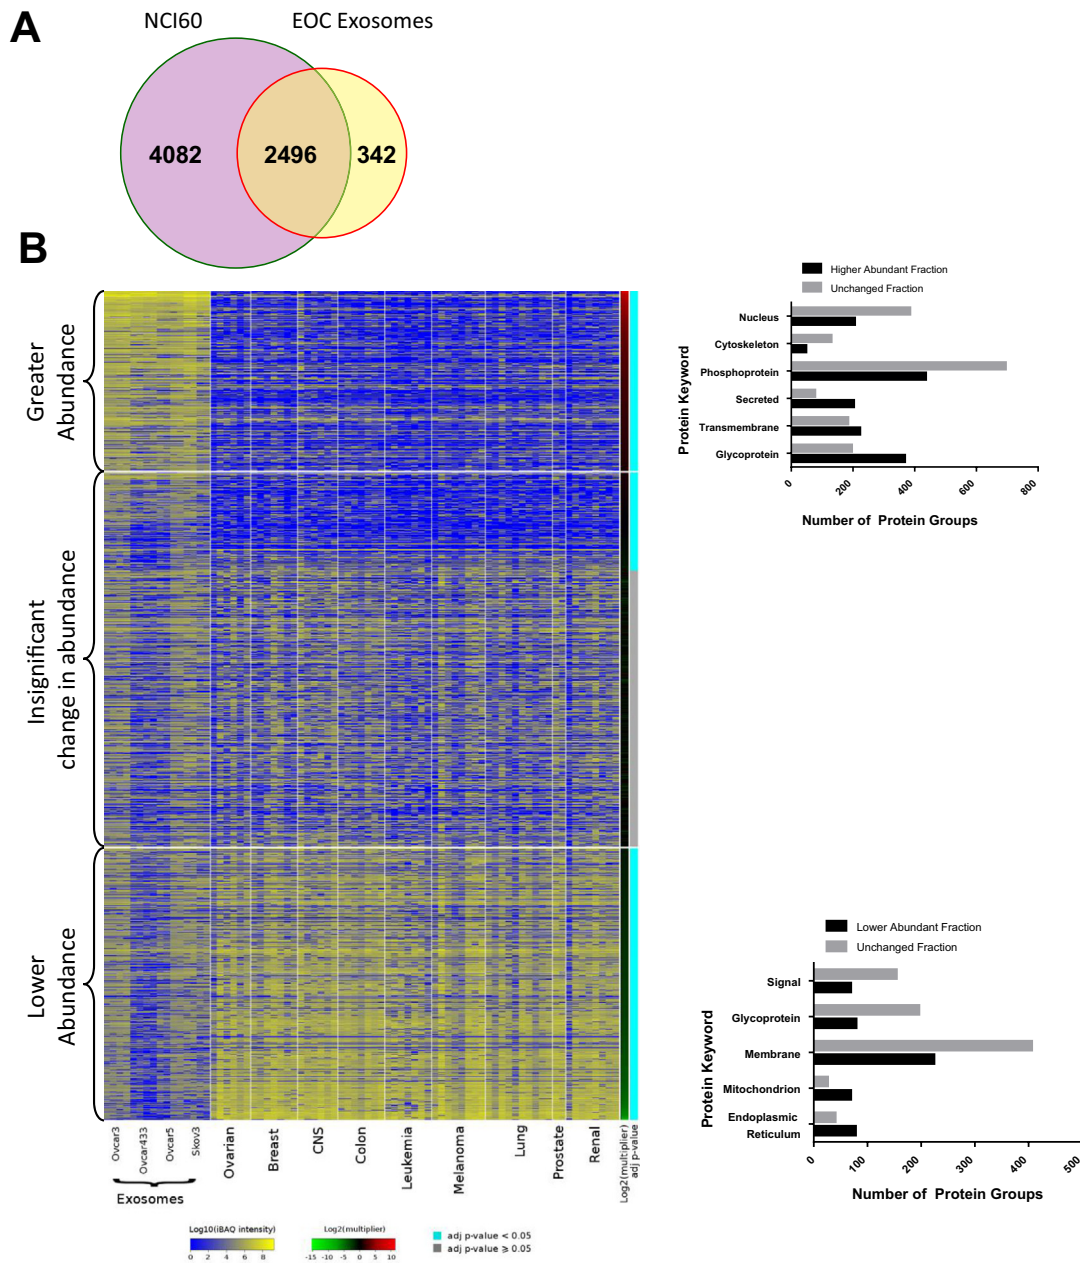 A
NCI60
EOC Exosomes
4082
2496
342
B
Greater
Abundance
Insignificant
change in abundance
Lower
Abundance
Ovcar3
Ovcar433
Ovcar5
Skov3
Exosomes
Ovarian
Breast
CNS
Colon
Leukemia
Melanoma
Lung
Prostate
Renal
Log2(multiplier)
adj p-value
Log10(iBAQ intensity)
0 2 4 6 8
Log2(multiplier)
-15 -10 -5 0 5 10
adj p-value < 0.05
adj p-value ⩾ 0.05
Higher Abundant Fraction
Unchanged Fraction
Protein Keyword
Nucleus
Cytoskeleton
Phosphoprotein
Secreted
Transmembrane
Glycoprotein
0 200 400 600 800
Number of Protein Groups
Lower Abundant Fraction
Unchanged Fraction
Protein Keyword
Signal
Glycoprotein
Membrane
Mitochondrion
Endoplasmic
Reticulum
0 100 200 300 400 500
Number of Protein Groups